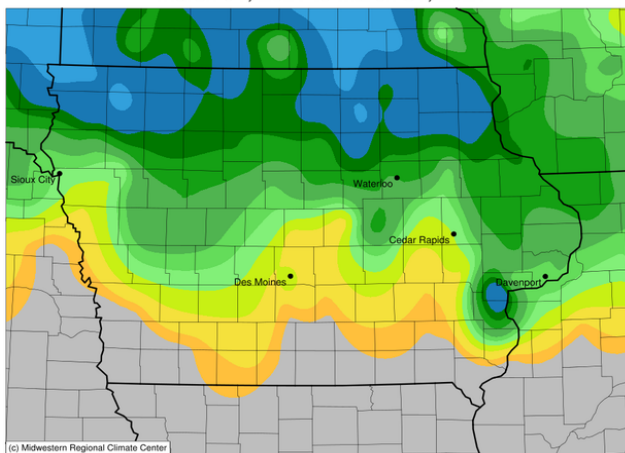 Sioux City
Waterloo
Cedar Rapids
Des Moines
Davenport
(c) Midwestern Regional Climate Center